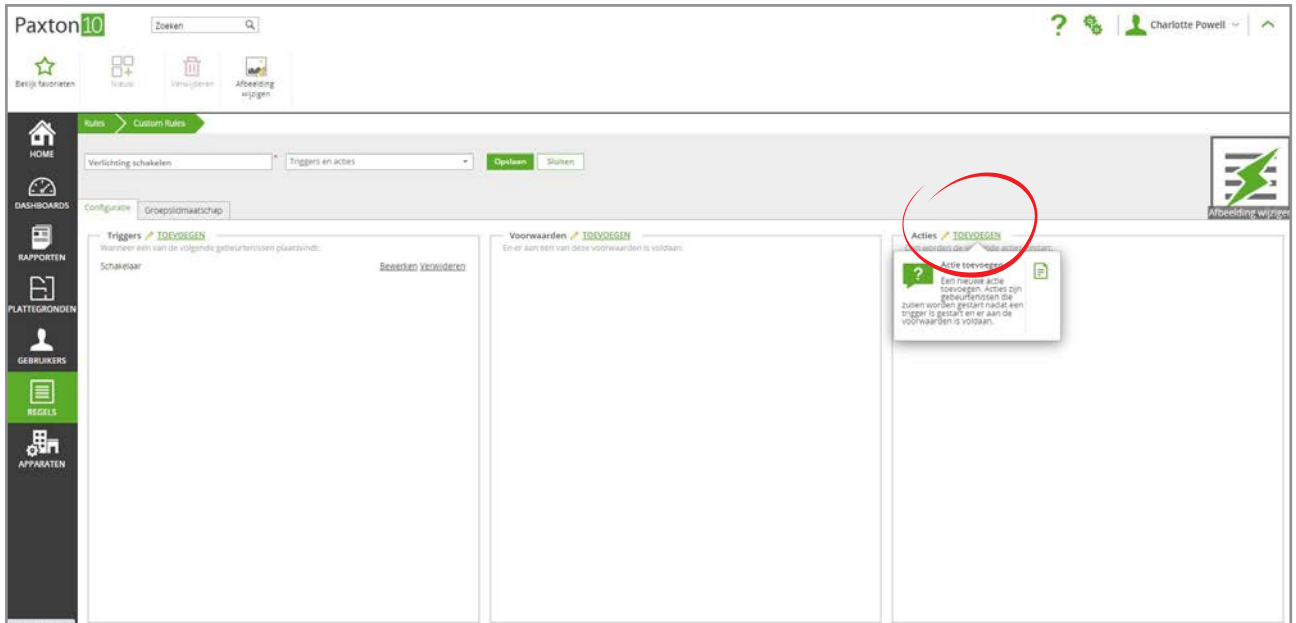 Paxton10
Zoeken
Charlotte Powell
Bekijk favorieten
Nieuw
Verwijderen
Afbeelding
wijzigen
Rules
Custom Rules
HOME
DASHBOARDS
RAPPORTEN
PLATTEGRONDEN
GEBRUIKERS
REGELS
APPARATEN
Verlichting schakelen *
Triggers en acties
Opslaan
Sluiten
Afbeelding wijzigen
Configuratie
Groepslidmaatschap
Triggers TOEVOEGEN
Wanneer een van de volgende gebeurtenissen plaatsvindt:
Schakelaar
Bewerken Verwijderen
Voorwaarden TOEVOEGEN
En er aan een van deze voorwaarden is voldaan:
Acties TOEVOEGEN
?
Actie toevoegen
Een nieuwe actie
toevoegen. Acties zijn
gebeurtenissen die
zullen worden gestart nadat een
trigger is gestart en er aan de
voorwaarden is voldaan.